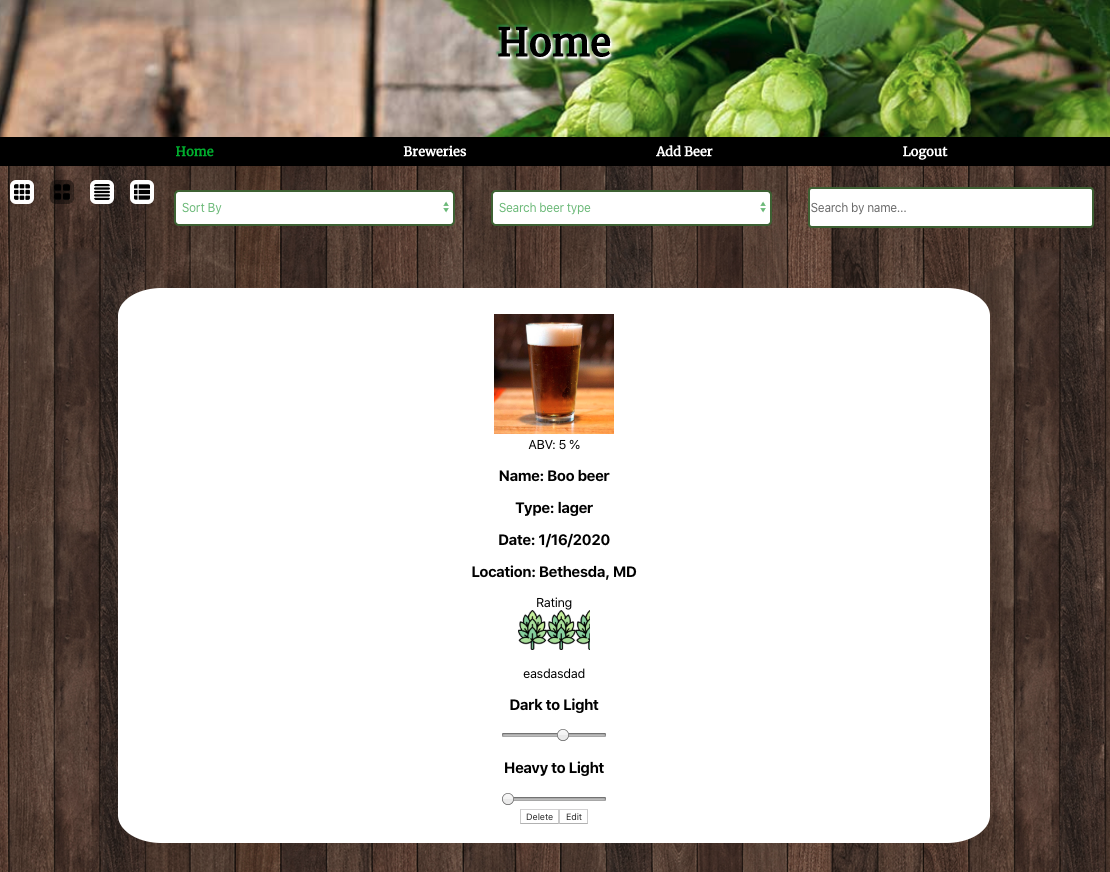 Home
Home
Breweries
Add Beer
Logout
Sort By
Search beer type
Search by name...
ABV: 5 %
Name: Boo beer
Type: lager
Date: 1/16/2020
Location: Bethesda, MD
Rating
easdasdad
Dark to Light
Heavy to Light
Delete
Edit